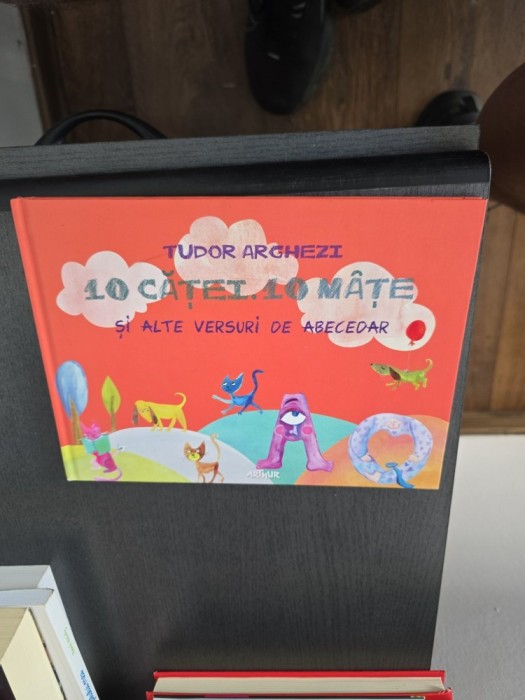 TUDOR ARGHEZI
10 CĂȚEI, 10 MÂȚE
ȘI ALTE VERSURI DE ABECEDAR
A
ARTHUR